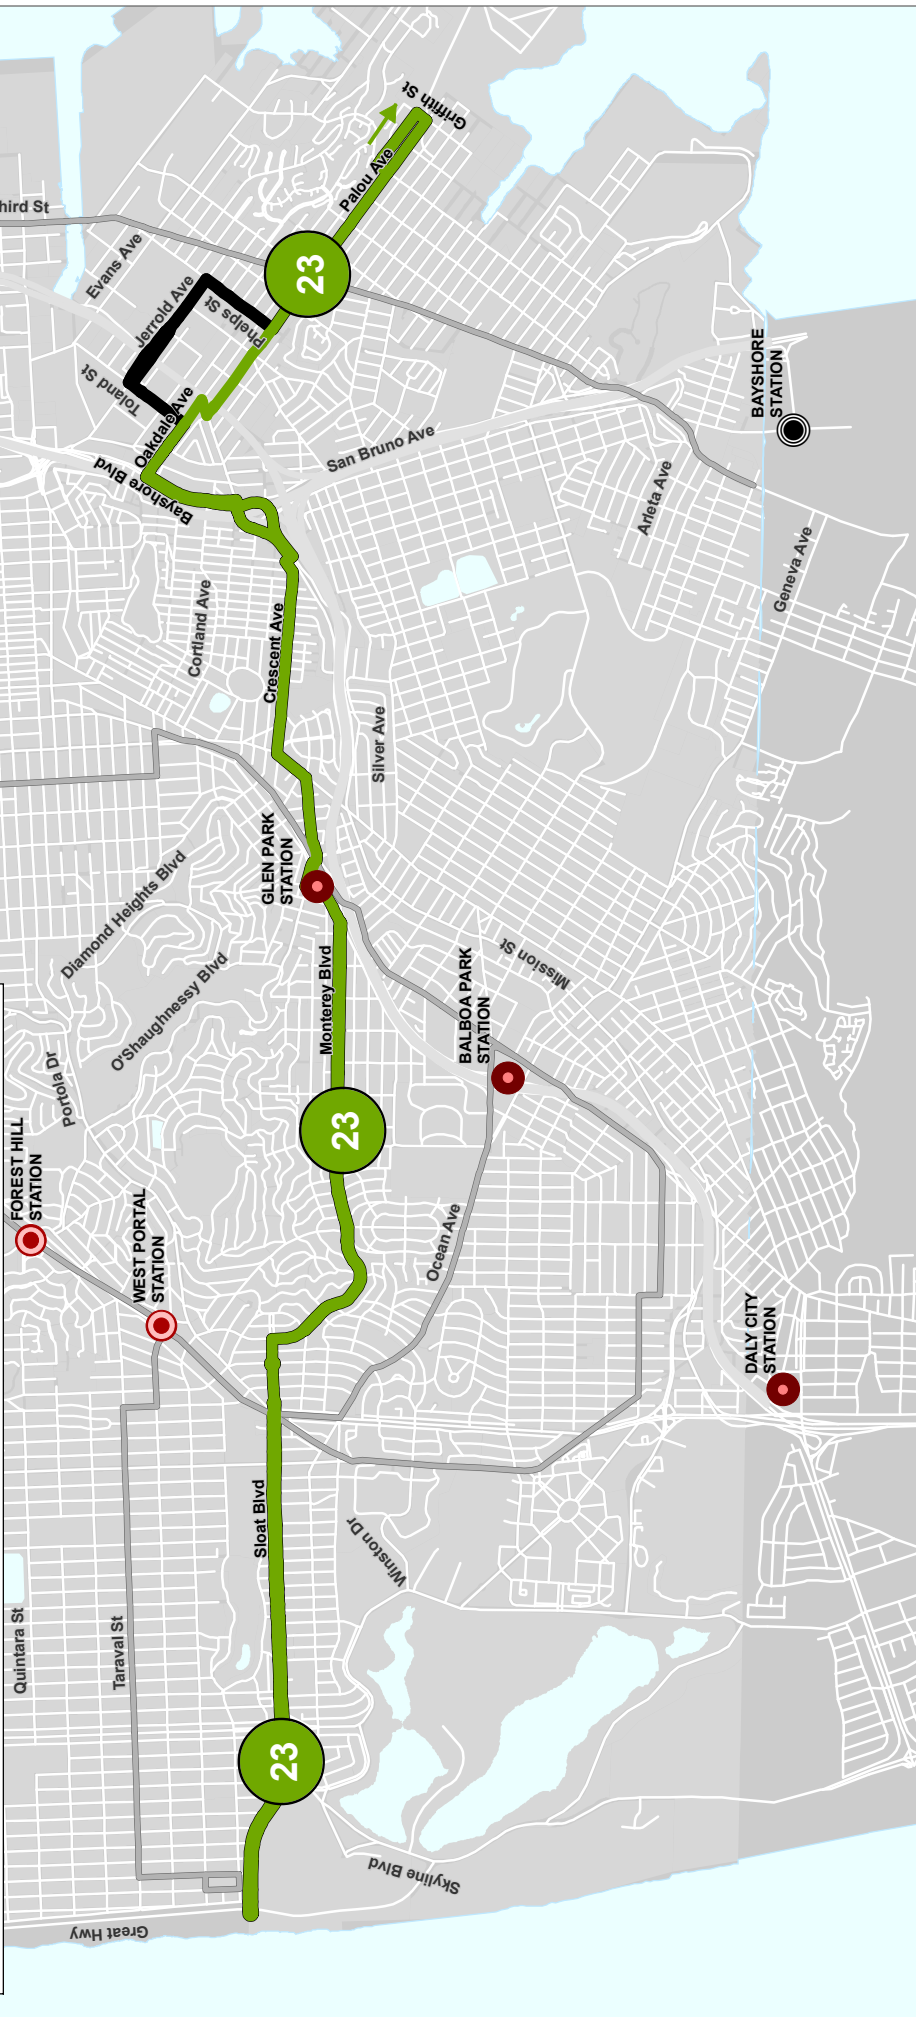 Griffith St
Palou Ave
hird St
Evans Ave
23
Jerrold Ave
Phelps St
Toland St
Oakdale Ave
Bayshore Blvd
San Bruno Ave
BAYSHORE
STATION
Arleta Ave
Geneva Ave
Cortland Ave
Crescent Ave
Silver Ave
GLEN PARK
STATION
Diamond Heights Blvd
O'Shaughnessy Blvd
Monterey Blvd
Mission St
BALBOA PARK
STATION
Portola Dr
23
FOREST HILL
STATION
WEST PORTAL
STATION
Ocean Ave
DALY CITY
STATION
Sloat Blvd
Winston Dr
Quintara St
Taraval St
23
Skyline Blvd
Great Hwy